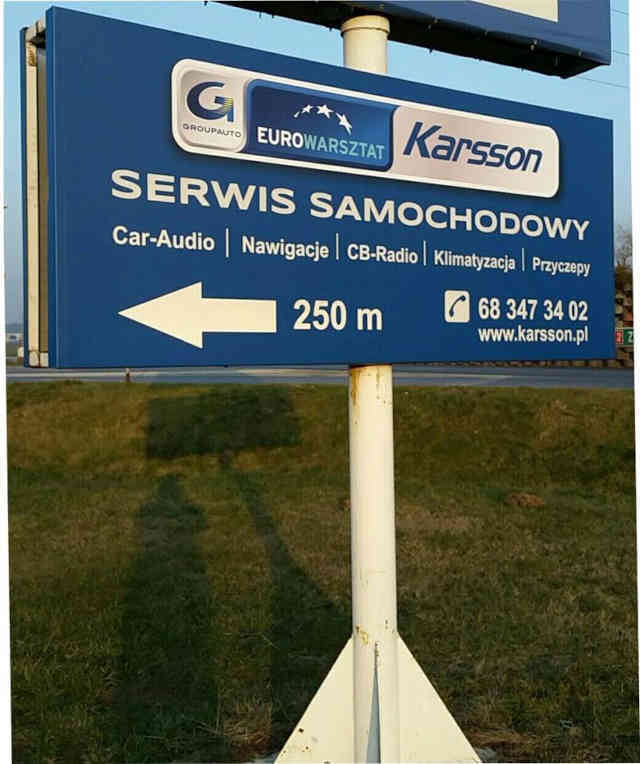 GROUPAUTO
EUROWARSZTAT
Karsson
SERWIS SAMOCHODOWY
Car-Audio | Nawigacje | CB-Radio | Klimatyzacja | Przyczepy
250 m
68 347 34 02
www.karsson.pl